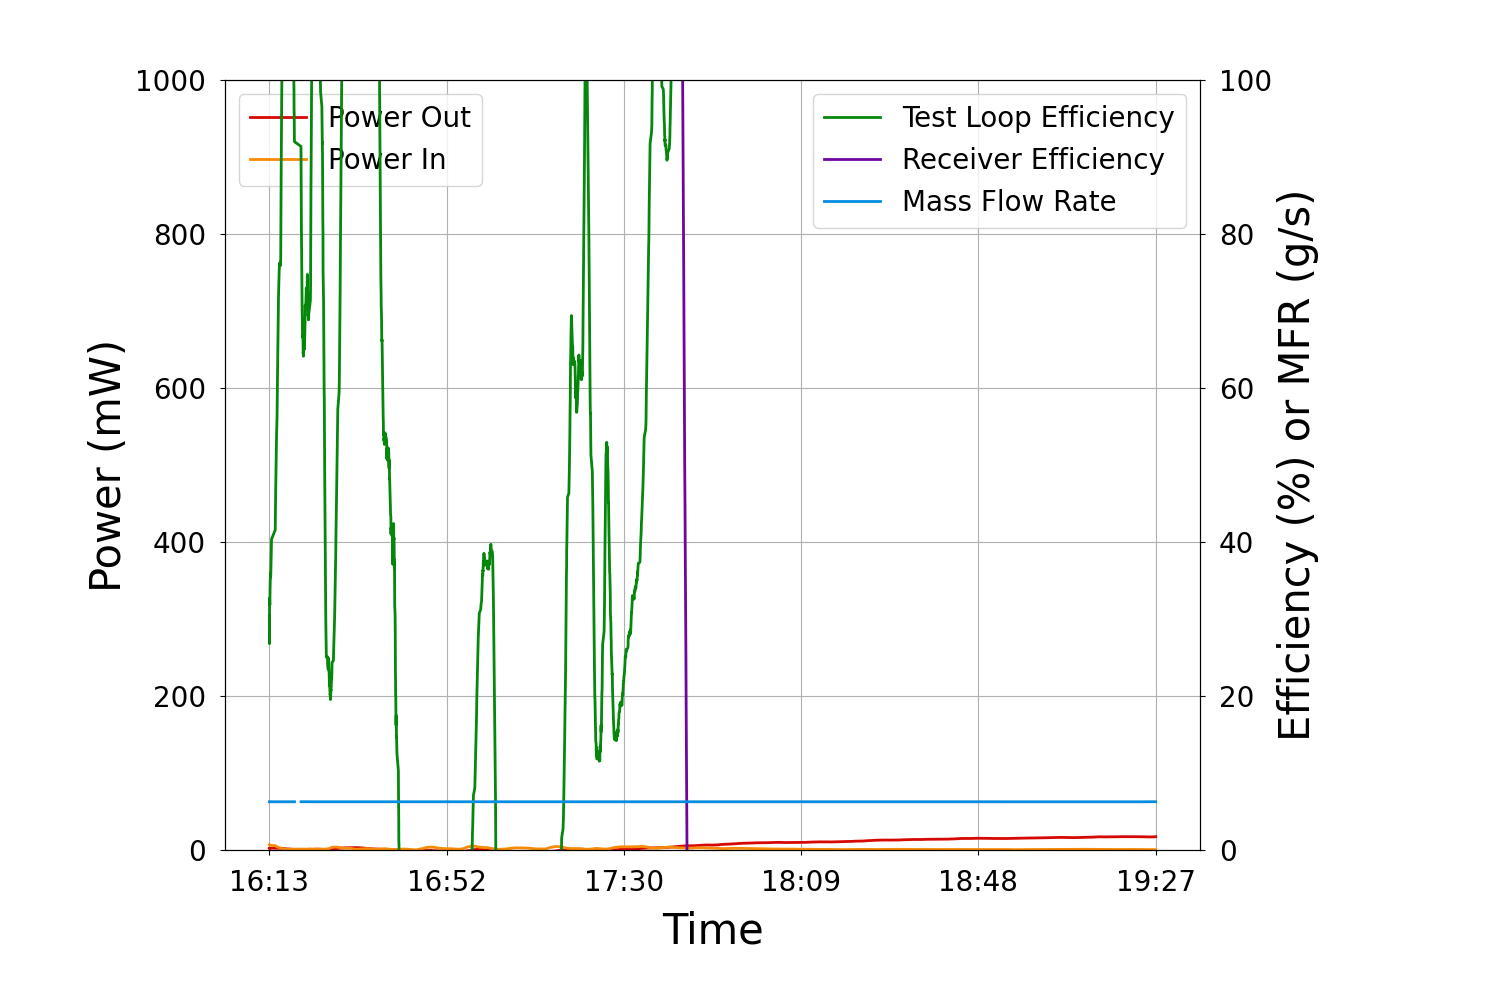 1000
800
600
400
200
0
Power (mW)
Power Out
Power In
Test Loop Efficiency
Receiver Efficiency
Mass Flow Rate
100
80
60
40
20
0
Efficiency (%) or MFR (g/s)
16:13
16:52
17:30
18:09
18:48
19:27
Time